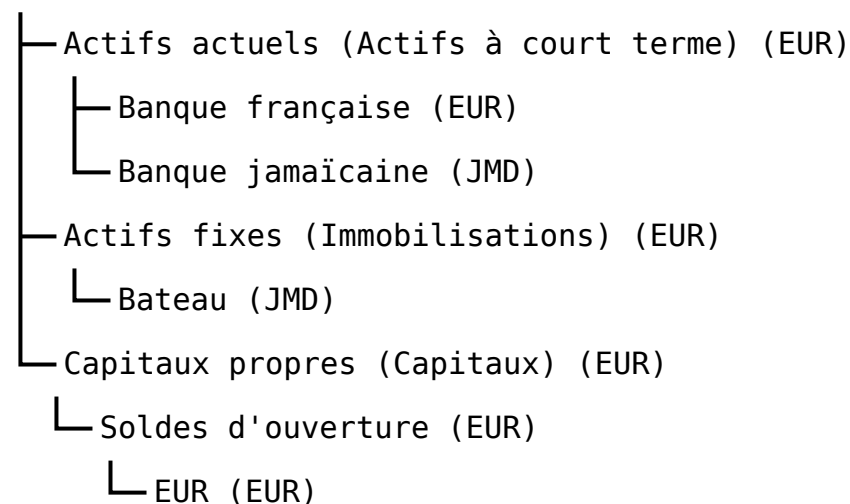 Actifs actuels (Actifs à court terme) (EUR)
Banque française (EUR)
Banque jamaïcaine (JMD)
Actifs fixes (Immobilisations) (EUR)
Bateau (JMD)
Capitaux propres (Capitaux) (EUR)
Soldes d'ouverture (EUR)
EUR (EUR)